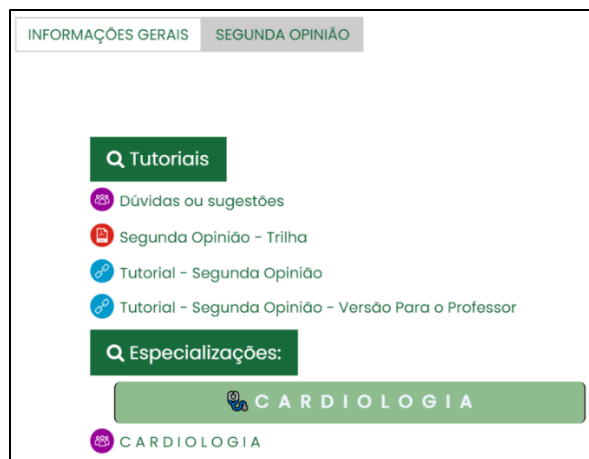 INFORMAÇÕES GERAIS SEGUNDA OPINIÃO
Tutoriais
Dúvidas ou sugestões
Segunda Opinião - Trilha
Tutorial - Segunda Opinião
Tutorial - Segunda Opinião - Versão Para o Professor
Especializações:
CARDIOLOGIA
CARDIOLOGIA